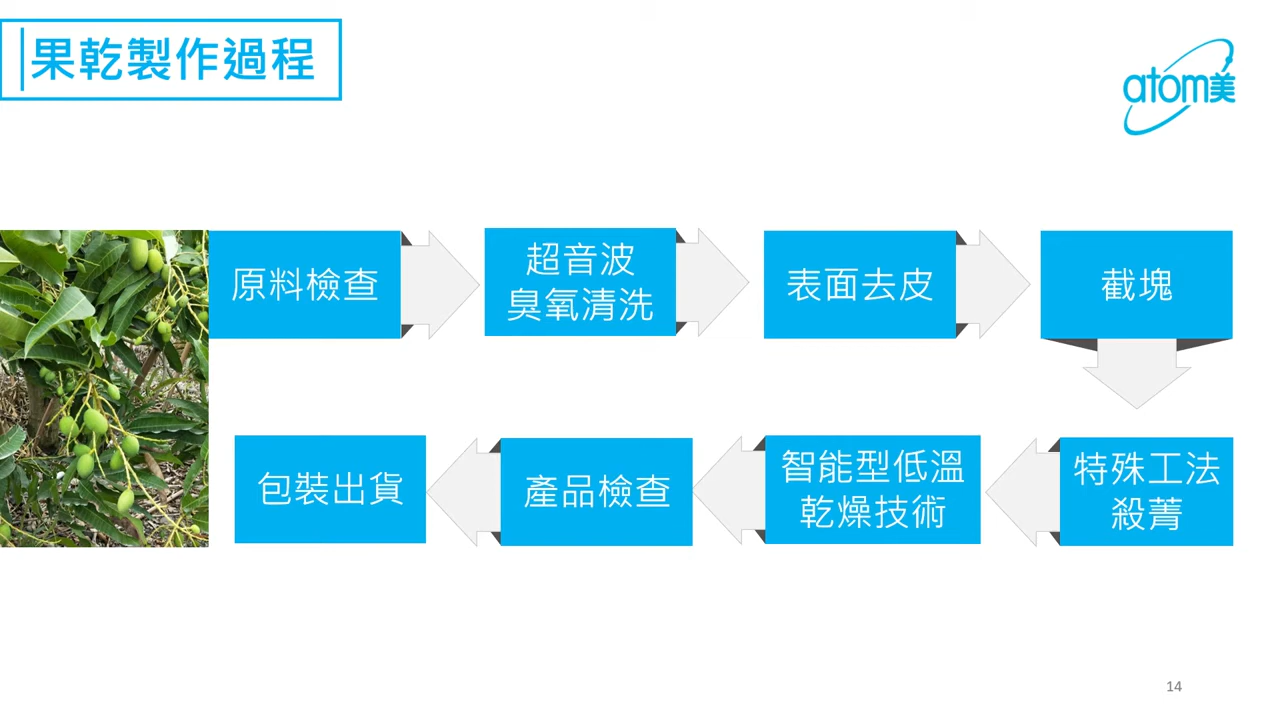 果乾製作過程
atom美
原料檢查
超音波
臭氧清洗
表面去皮
截塊
特殊工法
殺菁
智能型低溫
乾燥技術
產品檢查
包裝出貨
14